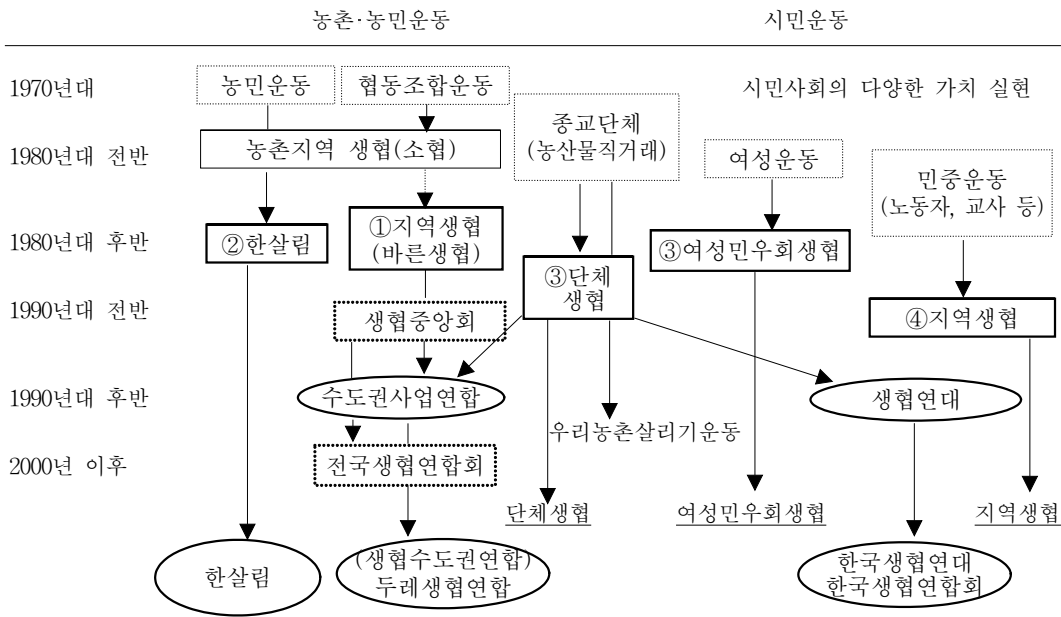 농촌·농민운동
시민운동
1970년대
농민운동
협동조합운동
시민사회의 다양한 가치 실현
종교단체
(농산물직거래)
1980년대 전반
농촌지역 생협(소협)
여성운동
민중운동
(노동자, 교사 등)
1980년대 후반
②한살림
①지역생협
(바른생협)
③단체
생협
③여성민우회생협
1990년대 전반
생협중앙회
④지역생협
1990년대 후반
수도권사업연합
생협연대
우리농촌살리기운동
2000년 이후
전국생협연합회
단체생협
여성민우회생협
지역생협
한살림
(생협수도권연합)
두레생협연합
한국생협연대
한국생협연합회